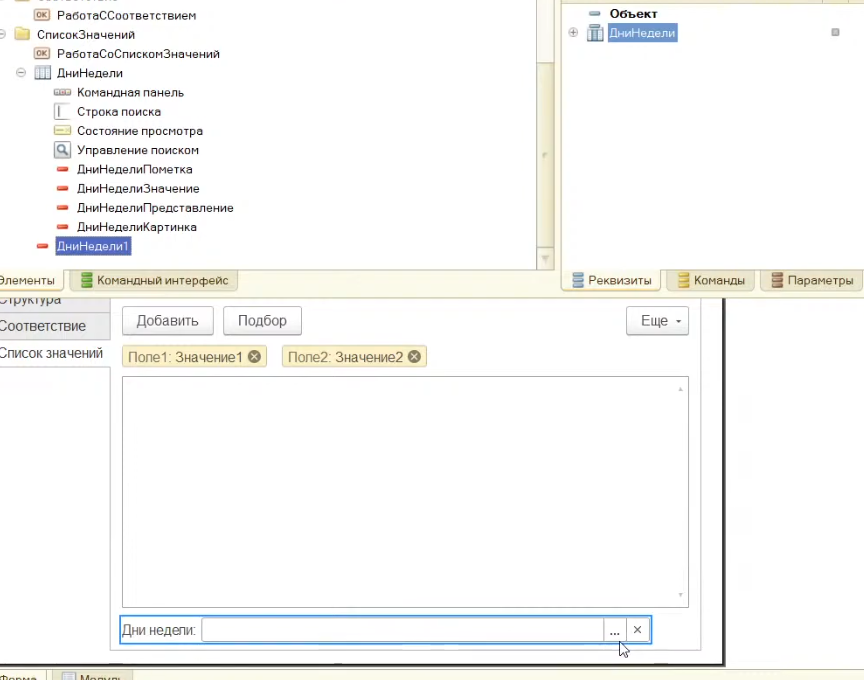 РаботаССоответствием
СписокЗначений
РаботаСоСпискомЗначений
ДниНедели
Командная панель
Строка поиска
Состояние просмотра
Управление поиском
ДниНеделиПометка
ДниНеделиЗначение
ДниНеделиПредставление
ДниНеделиКартинка
ДниНедели1
Элементы
Командный интерфейс
Объект
ДниНедели
Реквизиты
Команды
Параметры
Структура
Соответствие
Список значений
Добавить
Подбор
Еще
Поле1: Значение1
Поле2: Значение2
Дни недели:
...
Форма
Модуль